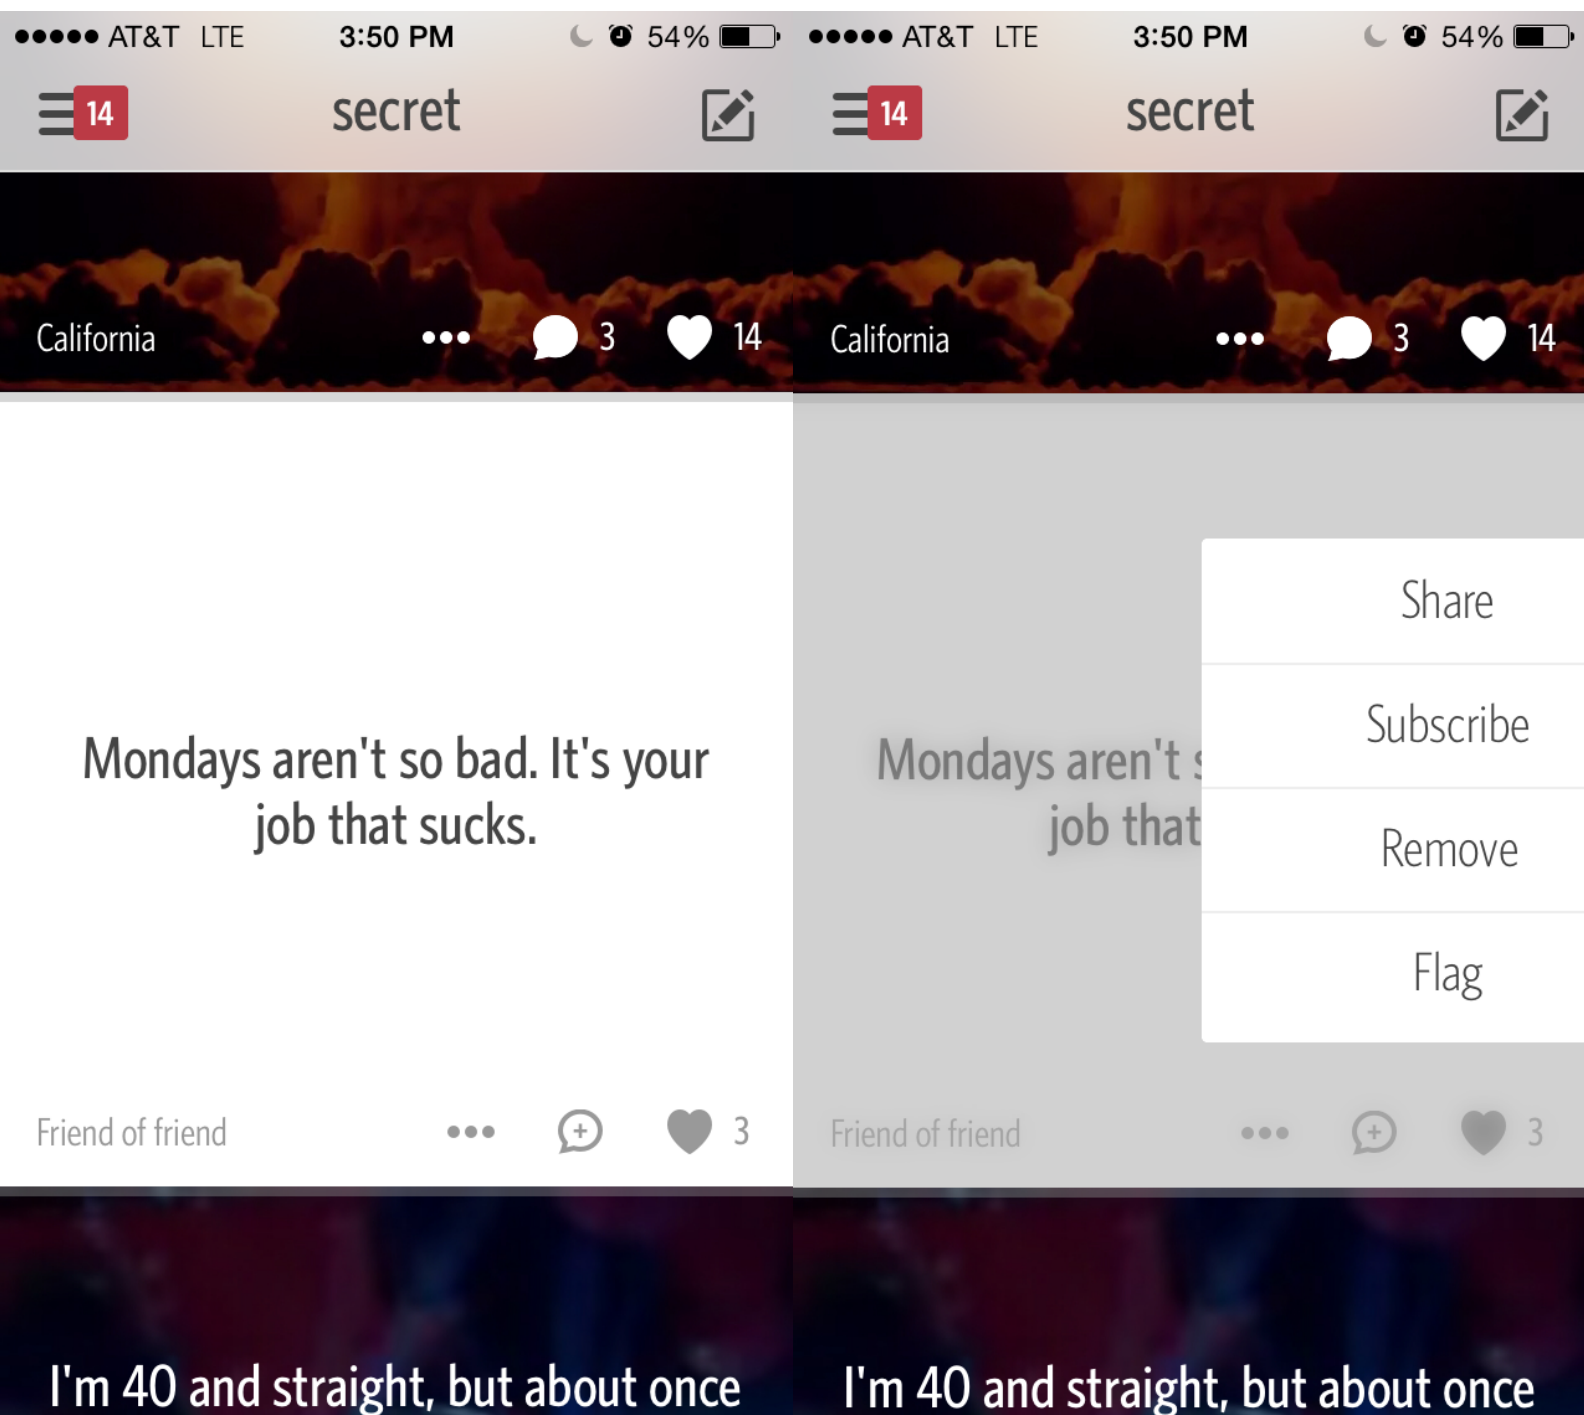 AT&T LTE 3:50 PM 54%
14 secret
California 3 14
Mondays aren't so bad. It's your
job that sucks.
Friend of friend 3
I'm 40 and straight, but about once
AT&T LTE 3:50 PM 54%
14 secret
California 3 14
Share
Subscribe
Mondays aren't s
job that
Remove
Flag
Friend of friend 3
I'm 40 and straight, but about once